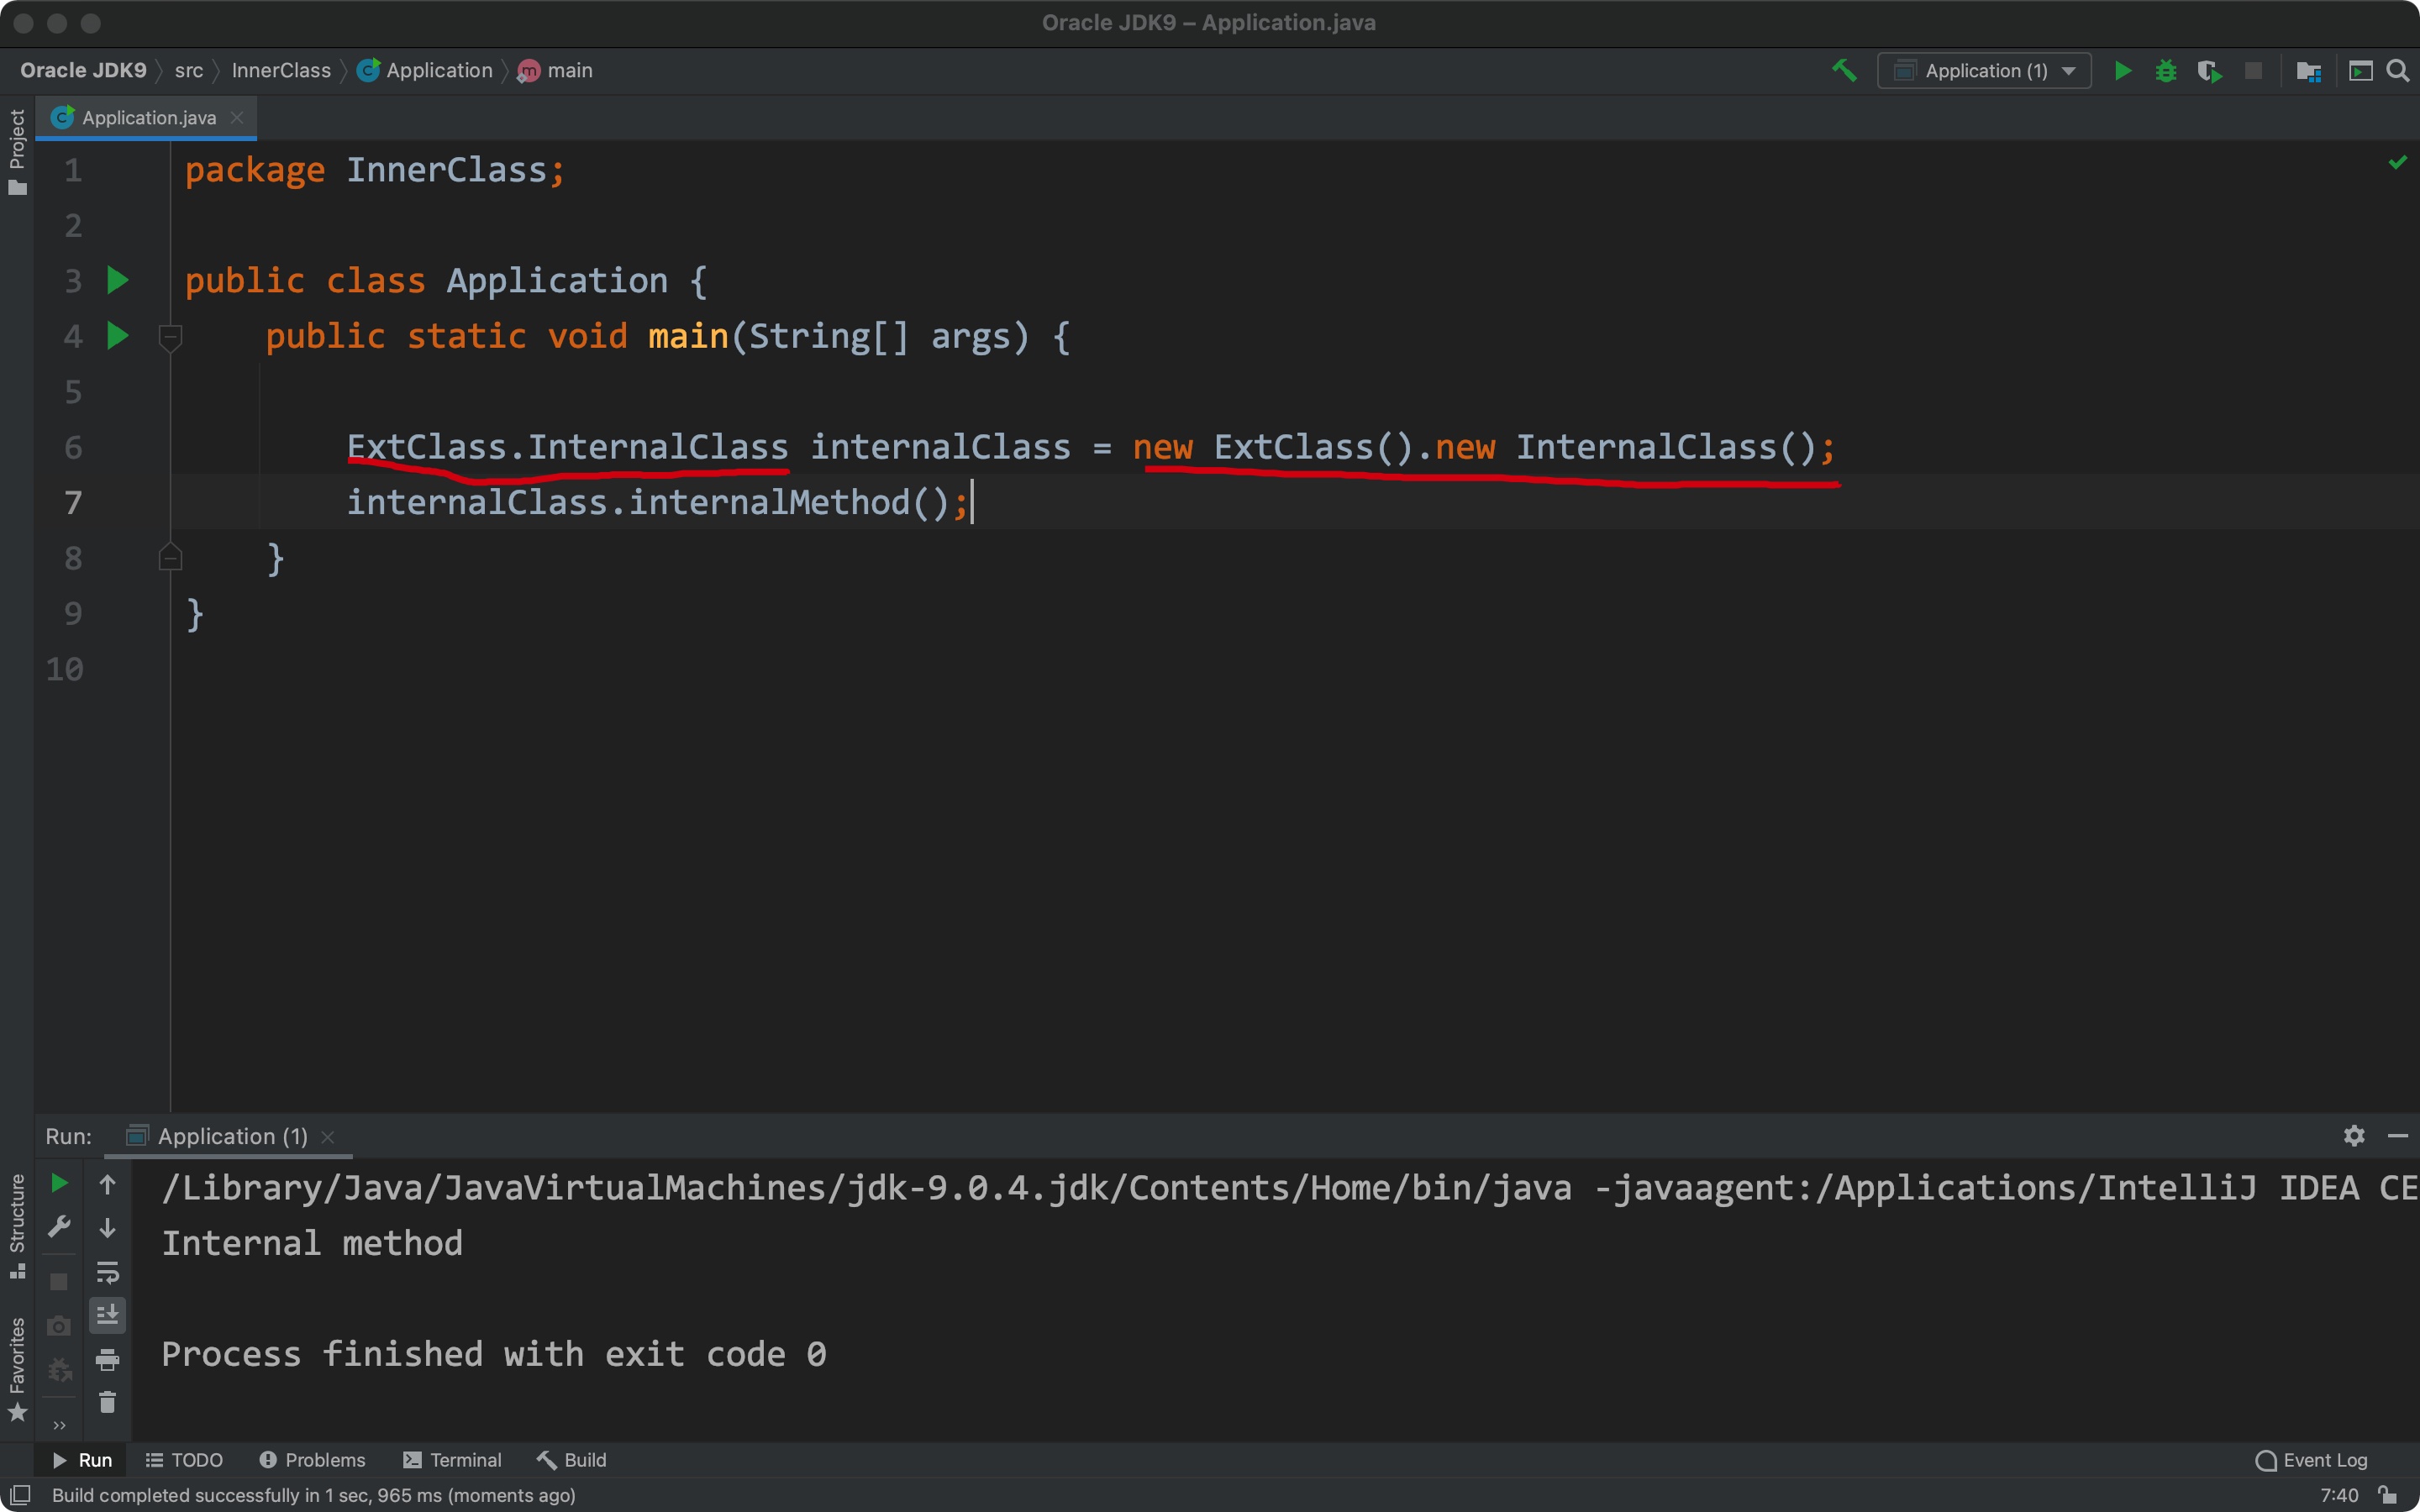 Oracle JDK9 – Application.java
Oracle JDK9 src InnerClass Application main
Application (1)
Project
Application.java
1 package InnerClass;
2
3 public class Application {
4 public static void main(String[] args) {
5
6 ExtClass.InternalClass internalClass = new ExtClass().new InternalClass();
7 internalClass.internalMethod();
8 }
9 }
10
Run: Application (1)
/Library/Java/JavaVirtualMachines/jdk-9.0.4.jdk/Contents/Home/bin/java -javaagent:/Applications/IntelliJ IDEA CE
Internal method
Process finished with exit code 0
Structure
Favorites
Run TODO Problems Terminal Build Event Log
Build completed successfully in 1 sec, 965 ms (moments ago) 7:40